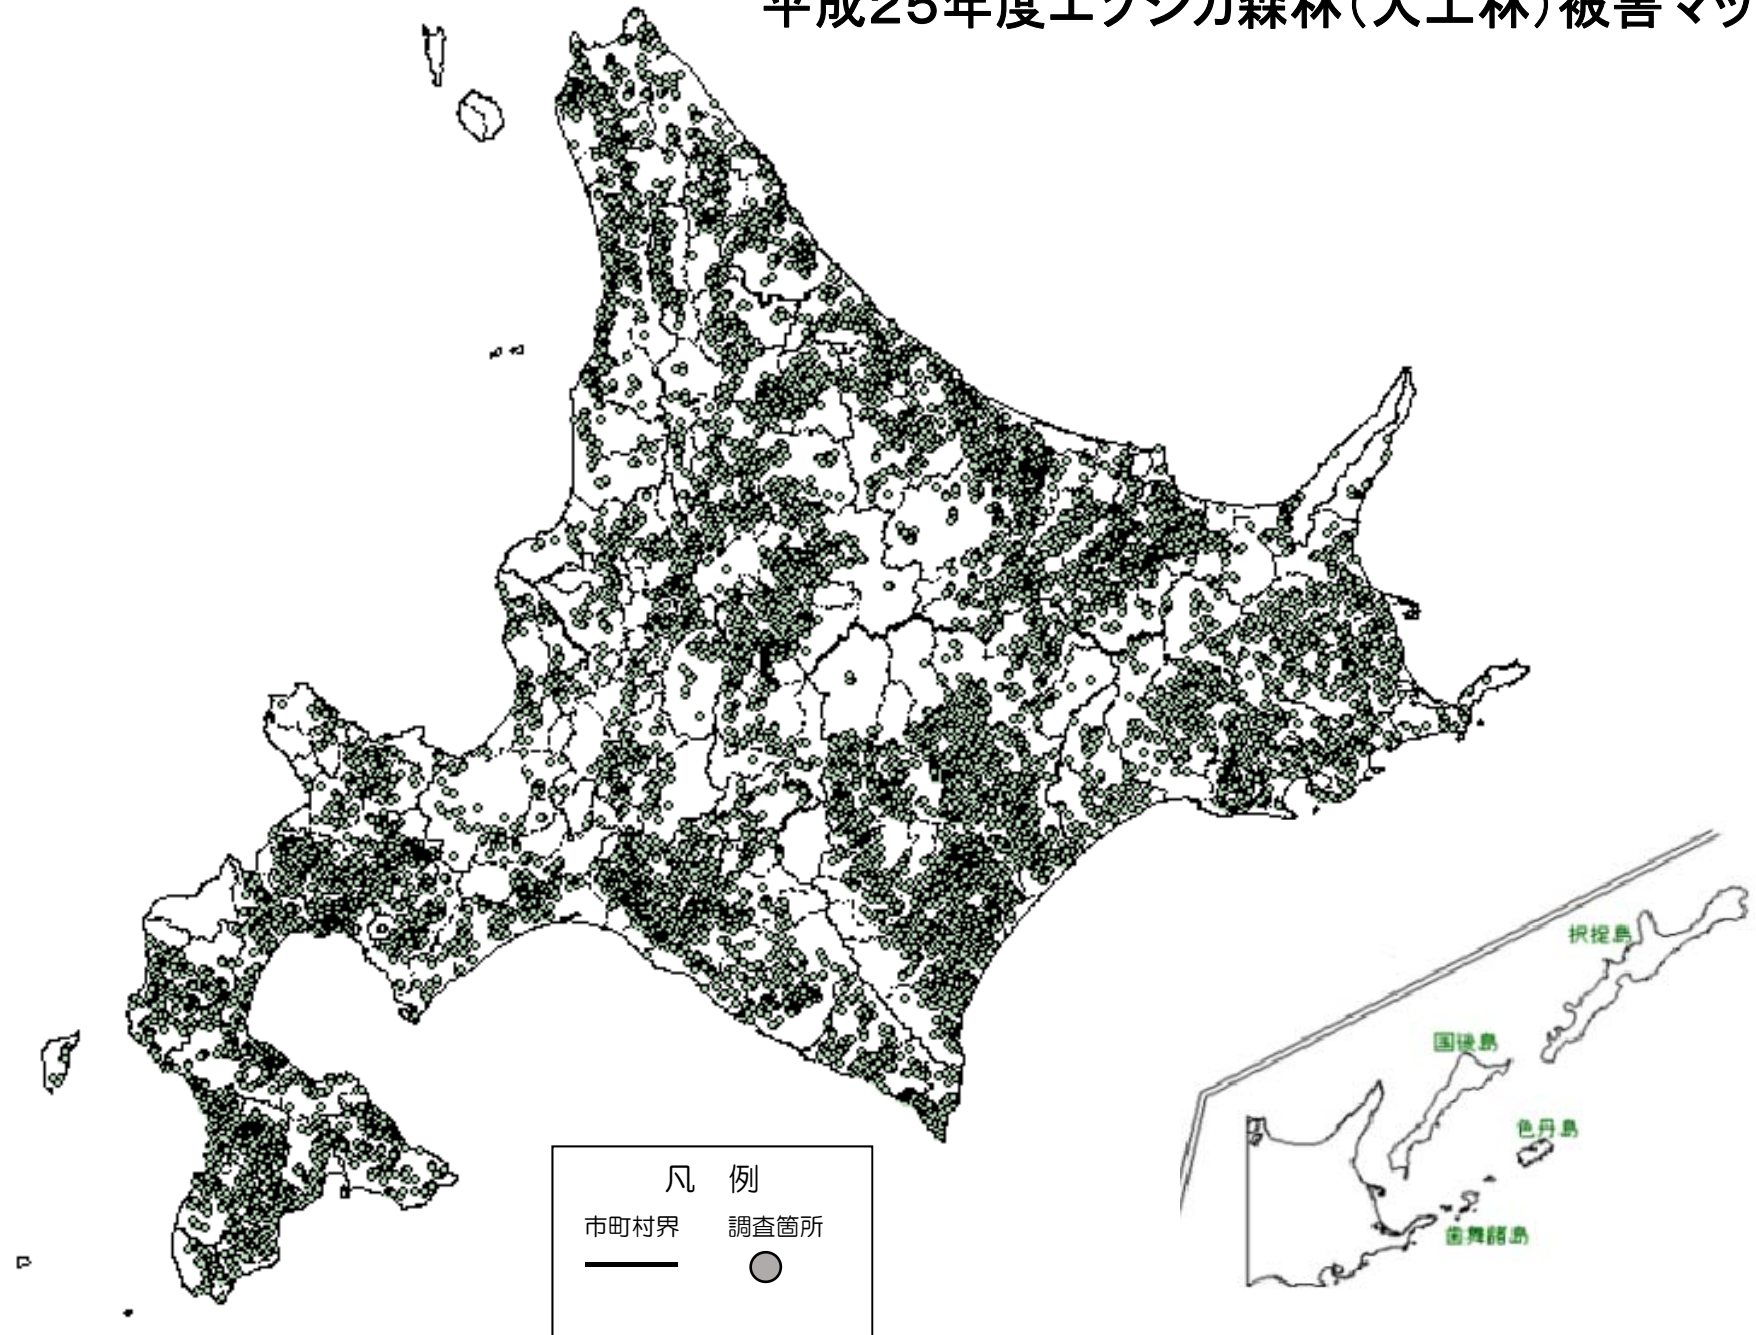 平成25年度エゾシカ森林（人工林）被害マッ
択捉島
国後島
色丹島
歯舞諸島
凡 例
市町村界 調査箇所